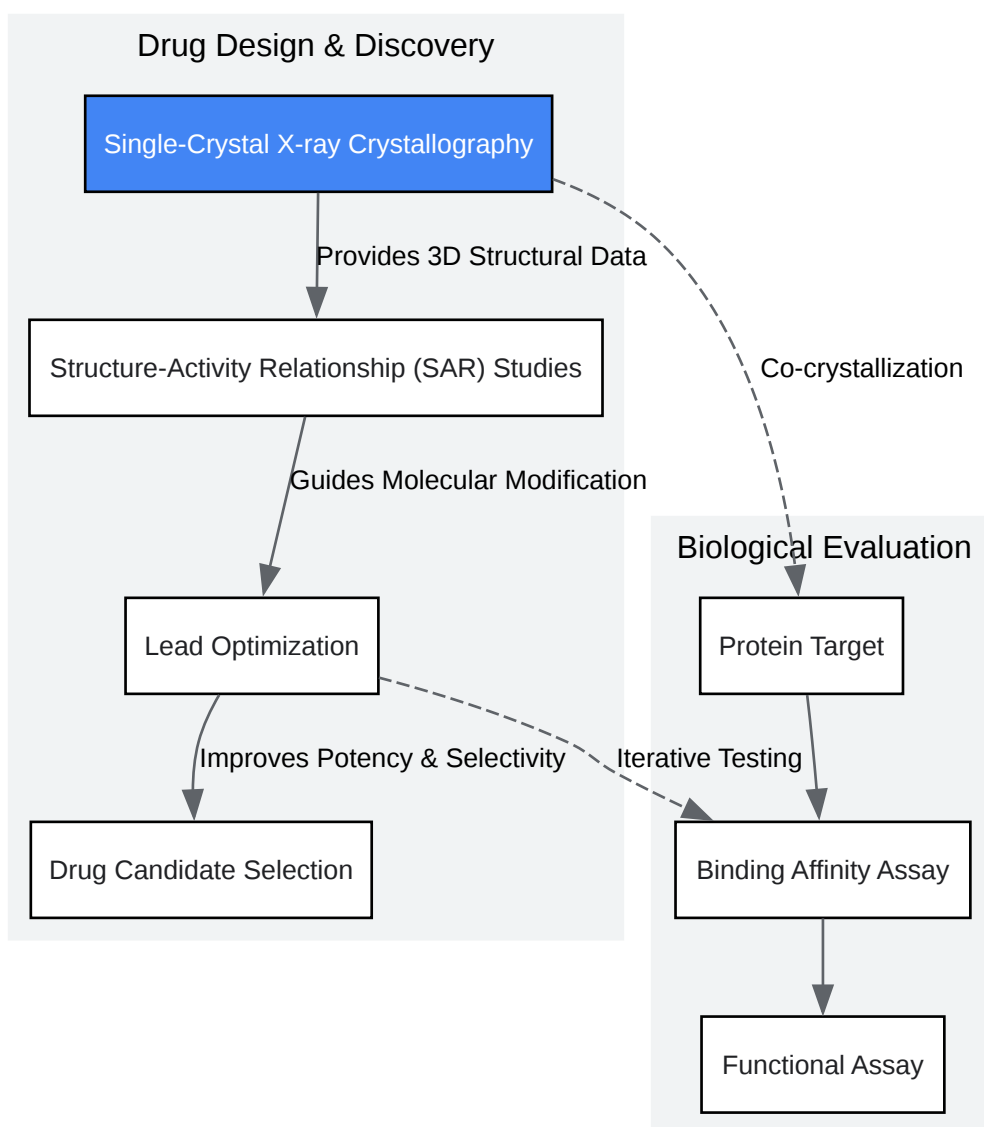 Drug Design & Discovery
Single-Crystal X-ray Crystallography
Provides 3D Structural Data
Structure-Activity Relationship (SAR) Studies
Co-crystallization
Guides Molecular Modification
Biological Evaluation
Lead Optimization
Protein Target
Improves Potency & Selectivity
Iterative Testing
Drug Candidate Selection
Binding Affinity Assay
Functional Assay